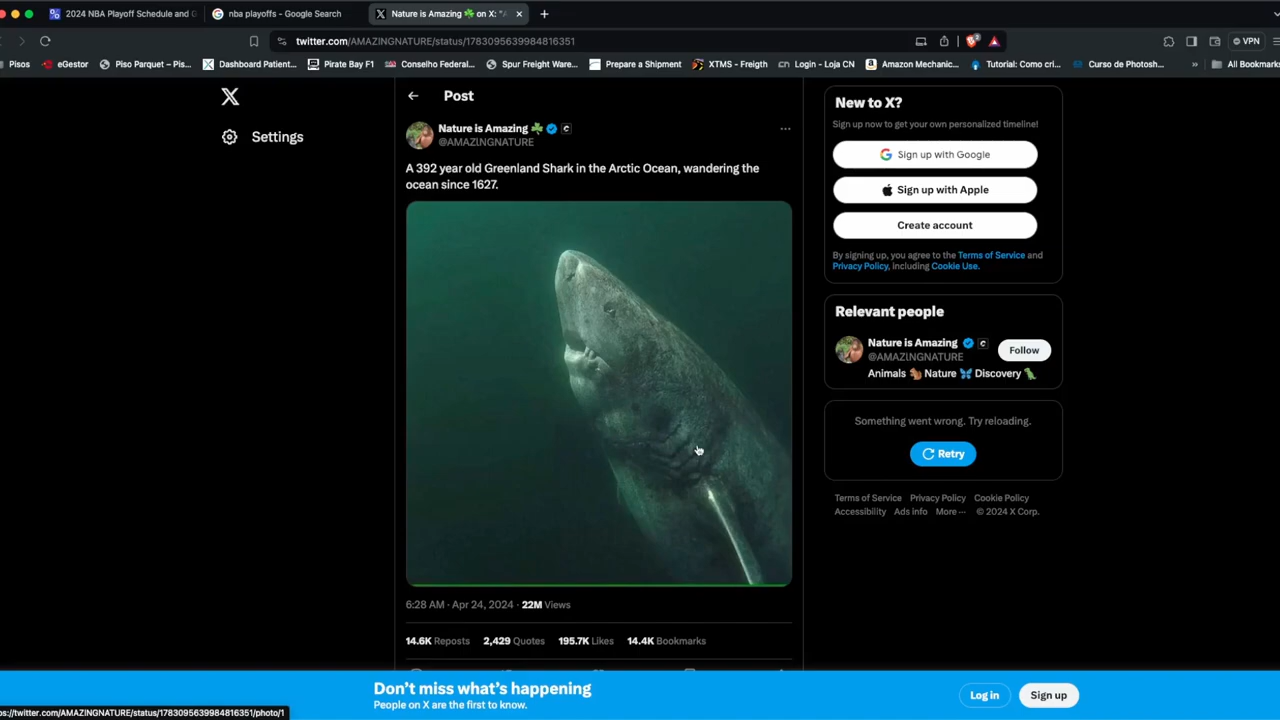 2024 NBA Playoff Schedule and
nba playoffs - Google Search
Nature is Amazing ☘️ on X: "
twitter.com/AMAZINGNATURE/status/1783095639984816351
VPN
Pisos
eGestor
Piso Parquet – Pis...
Dashboard Patient...
Pirate Bay F1
Conselho Federal...
Spur Freight Ware...
Prepare a Shipment
XTMS - Freigth
Login - Loja CN
Amazon Mechanic...
Tutorial: Como cri...
Curso de Photosh...
All Bookmarks
Post
Settings
Nature is Amazing ☘️
@AMAZINGNATURE
A 392 year old Greenland Shark in the Arctic Ocean, wandering the
ocean since 1627.
6:28 AM · Apr 24, 2024 · 22M Views
14.6K Reposts 2,429 Quotes 195.7K Likes 14.4K Bookmarks
New to X?
Sign up now to get your own personalized timeline!
Sign up with Google
Sign up with Apple
Create account
By signing up, you agree to the Terms of Service and
Privacy Policy, including Cookie Use.
Relevant people
Nature is Amazing
@AMAZINGNATURE
Follow
Animals 🐿️ Nature 🦋 Discovery 🦖
Something went wrong. Try reloading.
Retry
Terms of Service Privacy Policy Cookie Policy
Accessibility Ads info More ··· © 2024 X Corp.
Don't miss what's happening
People on X are the first to know.
Log in
Sign up
ps://twitter.com/AMAZINGNATURE/status/1783095639984816351/photo/1